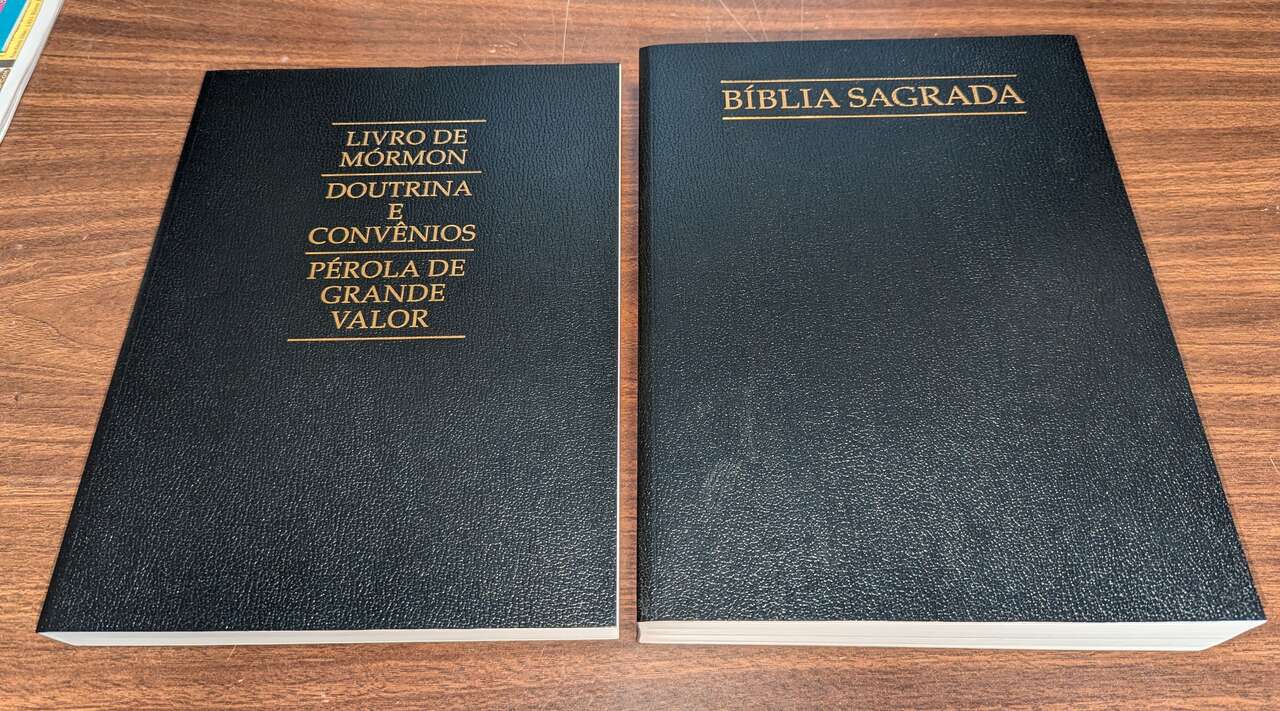 LIVRO DE
MÓRMON
DOUTRINA
E
CONVÊNIOS
PÉROLA DE
GRANDE
VALOR
BÍBLIA SAGRADA